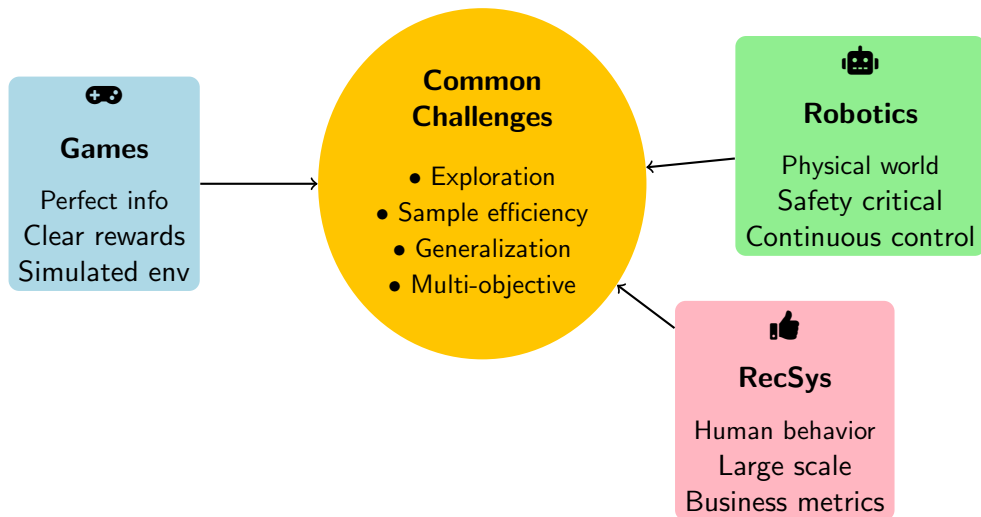 Games
Perfect info
Clear rewards
Simulated env
Common
Challenges
• Exploration
• Sample efficiency
• Generalization
• Multi-objective
Robotics
Physical world
Safety critical
Continuous control
RecSys
Human behavior
Large scale
Business metrics